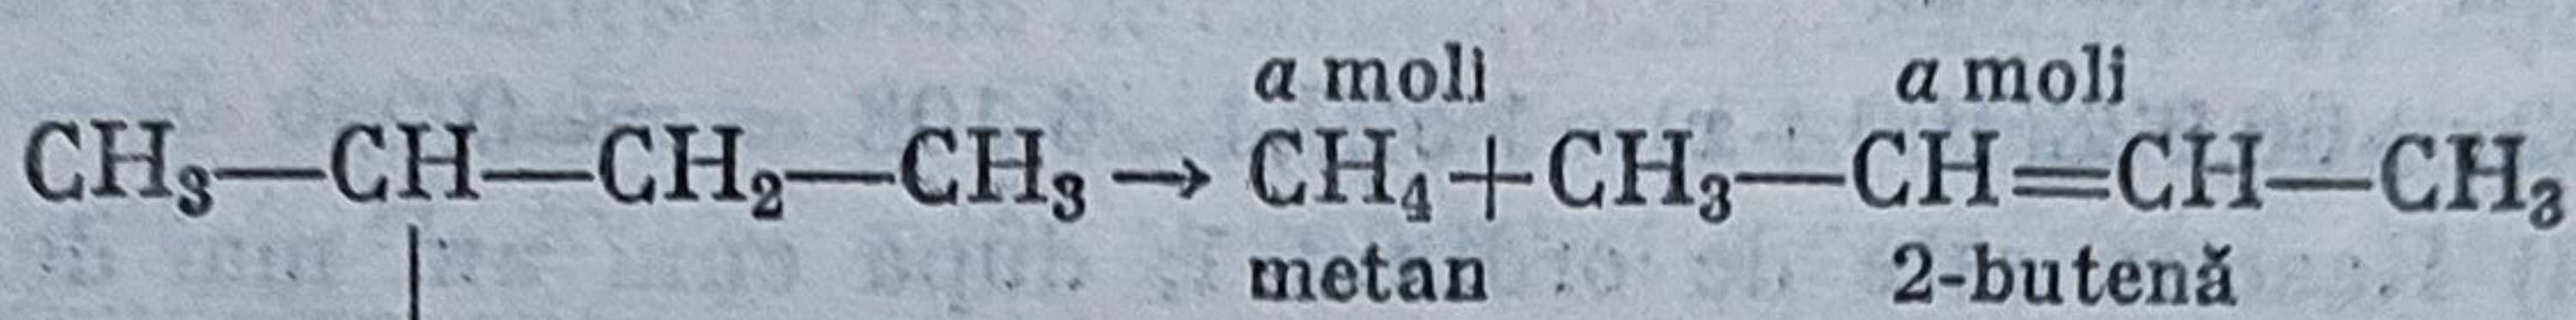 a moli a moli
CH₃—CH—CH₂—CH₃→ CH₄+CH₃—CH=CH—CH₃
metan 2-butenă